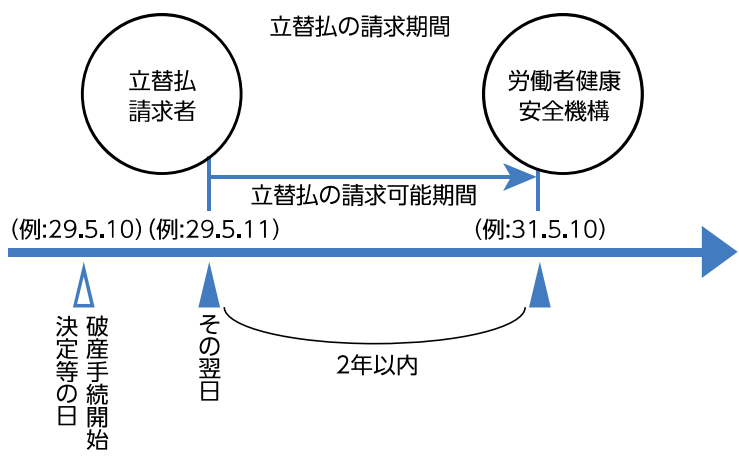 立替払の請求期間
立替払
請求者
労働者健康
安全機構
立替払の請求可能期間
(例:29.5.10)
(例:29.5.11)
(例:31.5.10)
破産手続開始
決定等の日
その翌日
2年以内